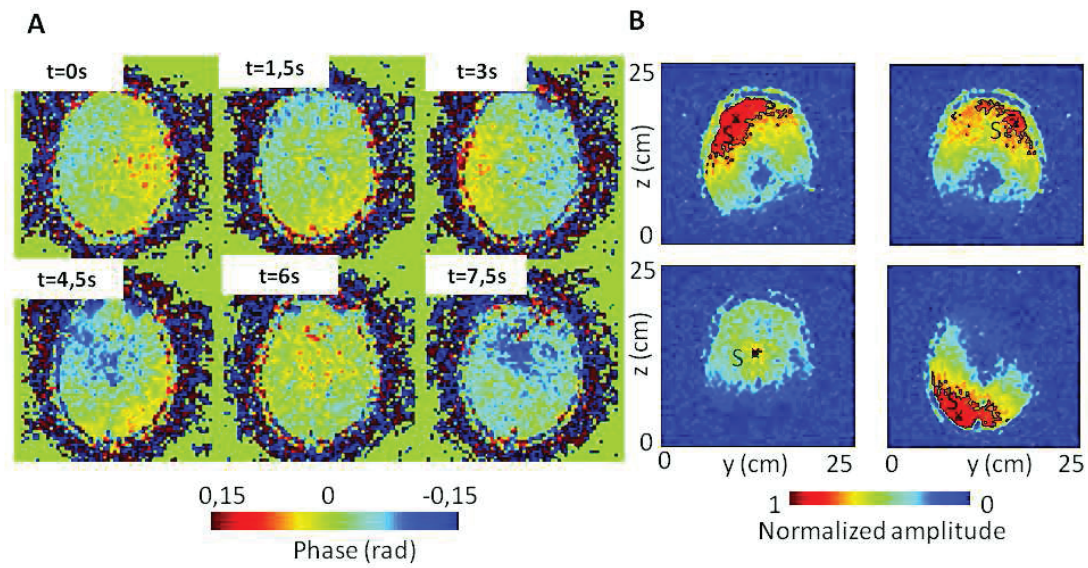 A
B
t=0s
t=1,5s
t=3s
t=4,5s
t=6s
t=7,5s
0,15 0 -0,15
Phase (rad)
25
z (cm)
0
S
S
25
z (cm)
0
S
S
0 y (cm) 25 0 y (cm) 25
1 0
Normalized amplitude